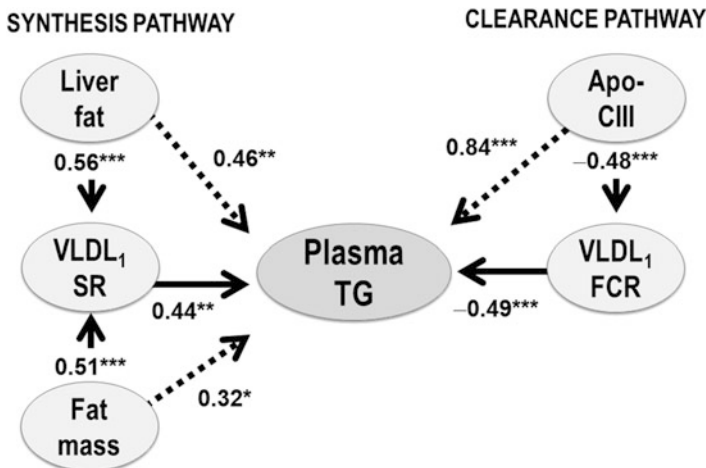 SYNTHESIS PATHWAY
CLEARANCE PATHWAY
Liver
fat
Apo-
CIII
0.56***
0.46**
0.84***
–0.48***
VLDL₁
SR
Plasma
TG
VLDL₁
FCR
0.44**
–0.49***
0.51***
0.32*
Fat
mass